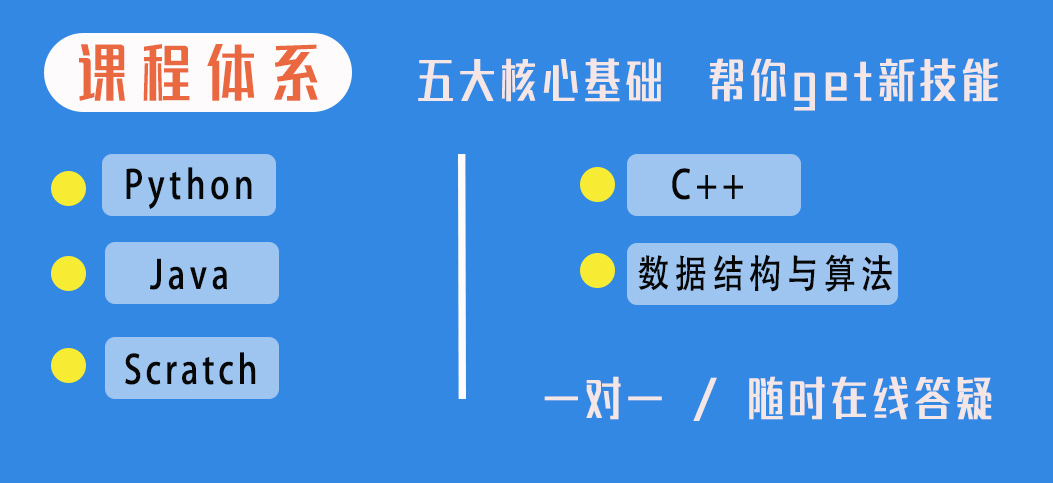 课程体系
五大核心基础 帮你get新技能
Python
Java
Scratch
C++
数据结构与算法
一对一 / 随时在线答疑